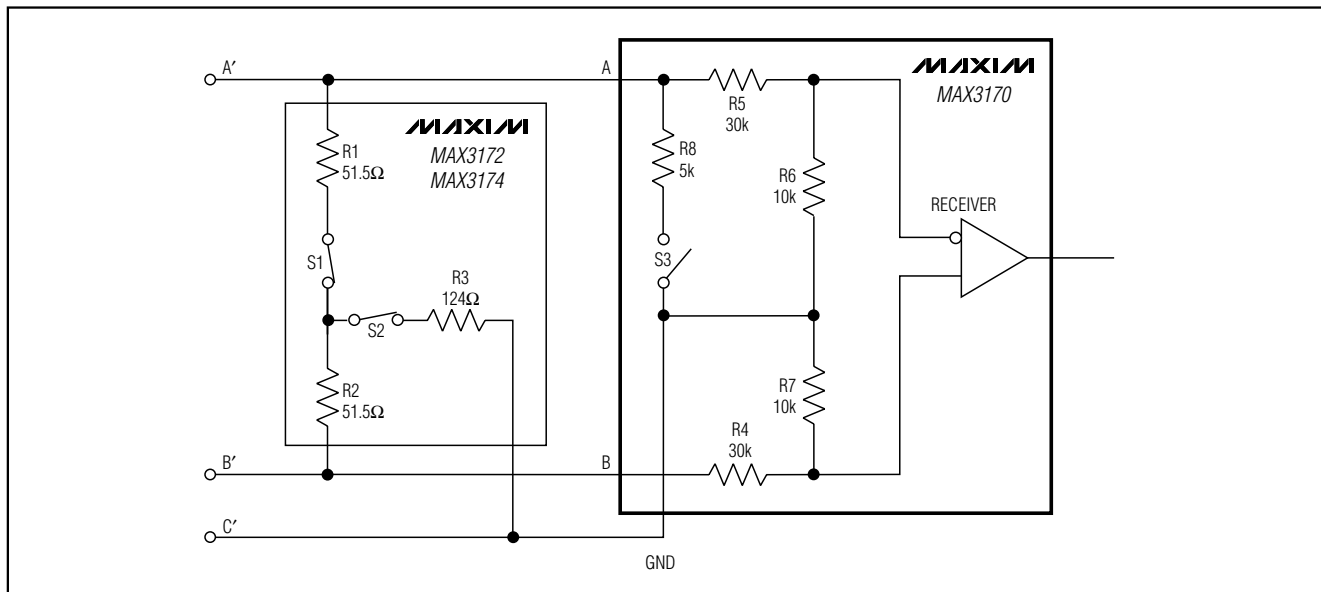 A′
A
MAXIM
MAX3170
R5
30k
MAXIM
MAX3172
MAX3174
R1
51.5Ω
R8
5k
R6
10k
RECEIVER
S1
S3
R3
124Ω
S2
R2
51.5Ω
R7
10k
R4
30k
B′
B
C′
GND